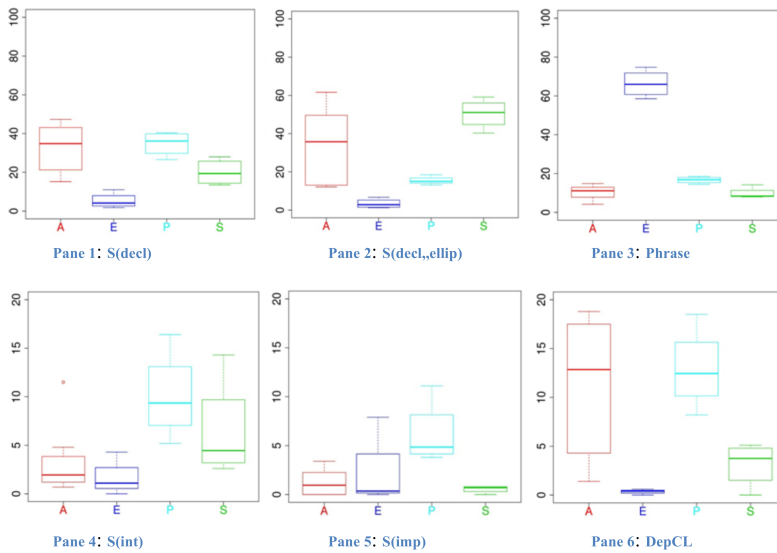 100
80
60
40
20
0
A E P S
Pane 1: S(decl)
100
80
60
40
20
0
A E P S
Pane 2: S(decl,,ellip)
100
80
60
40
20
0
A E P S
Pane 3: Phrase
20
15
10
5
0
A E P S
Pane 4: S(int)
20
15
10
5
0
A E P S
Pane 5: S(imp)
20
15
10
5
0
A E P S
Pane 6: DepCL